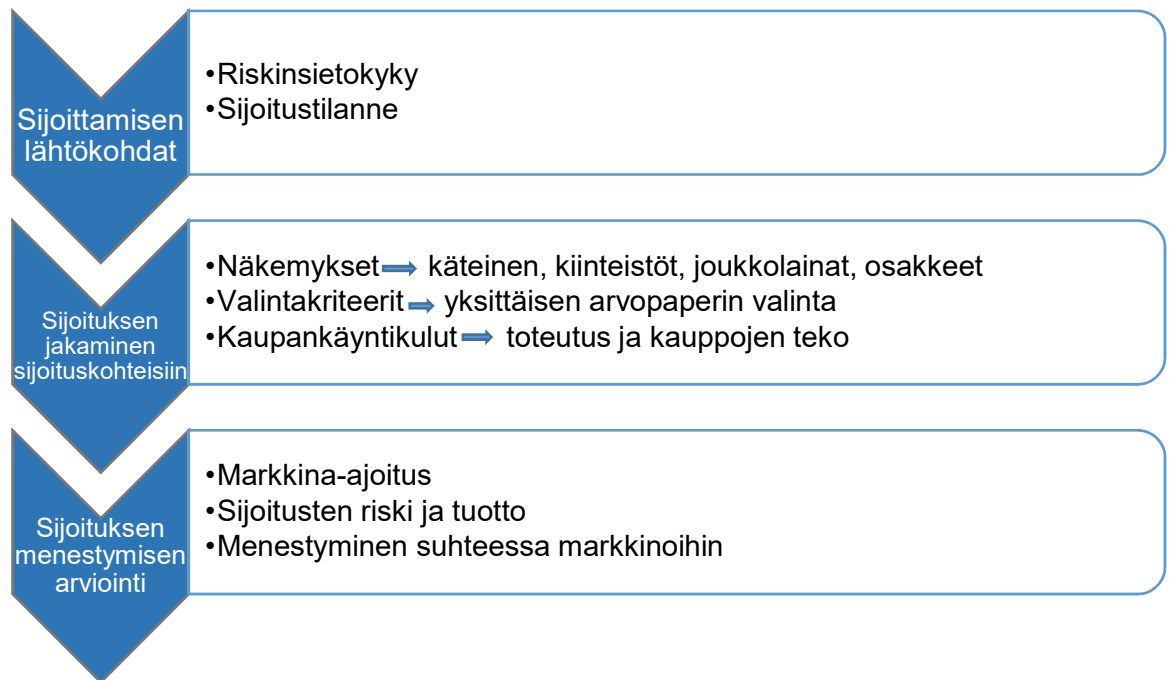 Sijoittamisen
lähtökohdat
•Riskinsietokyky
•Sijoitustilanne
Sijoituksen
jakaminen
sijoituskohteisiin
•Näkemykset käteinen, kiinteistöt, joukkolainat, osakkeet
•Valintakriteerit yksittäisen arvopaperin valinta
•Kaupankäyntikulut toteutus ja kauppojen teko
Sijoituksen
menestymisen
arviointi
•Markkina-ajoitus
•Sijoitusten riski ja tuotto
•Menestyminen suhteessa markkinoihin